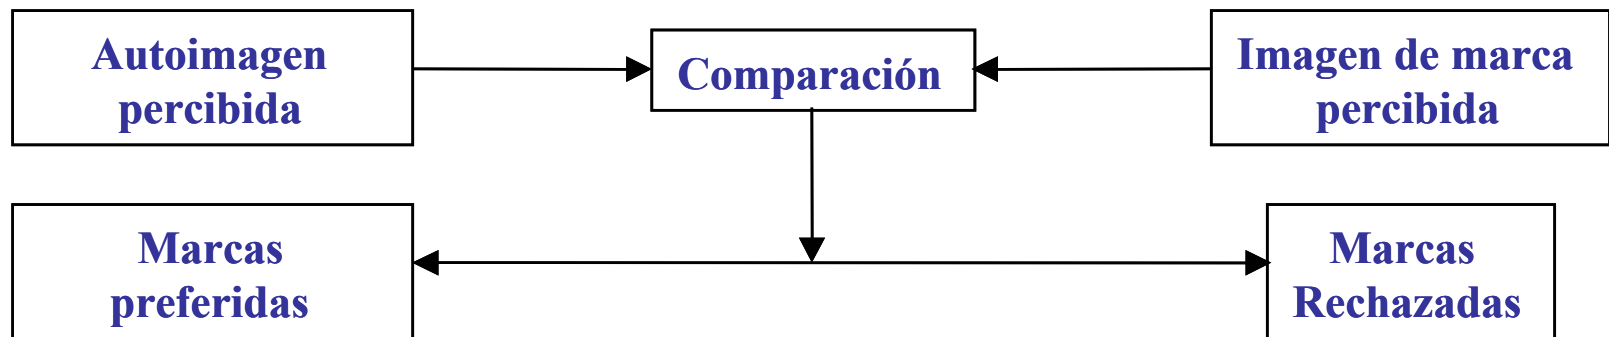 Autoimagen
percibida
Comparación
Imagen de marca
percibida
Marcas
preferidas
Marcas
Rechazadas